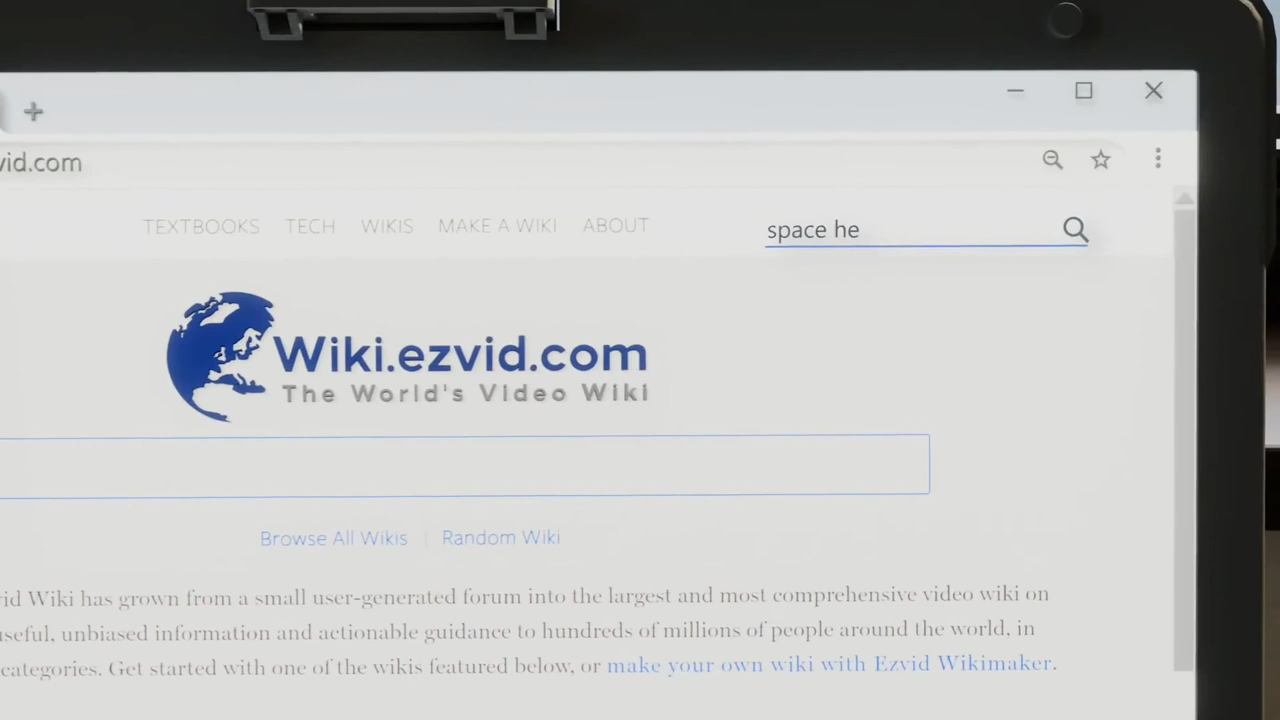 vid.com
TEXTBOOKS TECH WIKIS MAKE A WIKI ABOUT
space he
Wiki.ezvid.com
The World's Video Wiki
Browse All Wikis | Random Wiki
vid Wiki has grown from a small user-generated forum into the largest and most comprehensive video wiki on
useful, unbiased information and actionable guidance to hundreds of millions of people around the world, in
categories. Get started with one of the wikis featured below, or make your own wiki with Ezvid Wikimaker.